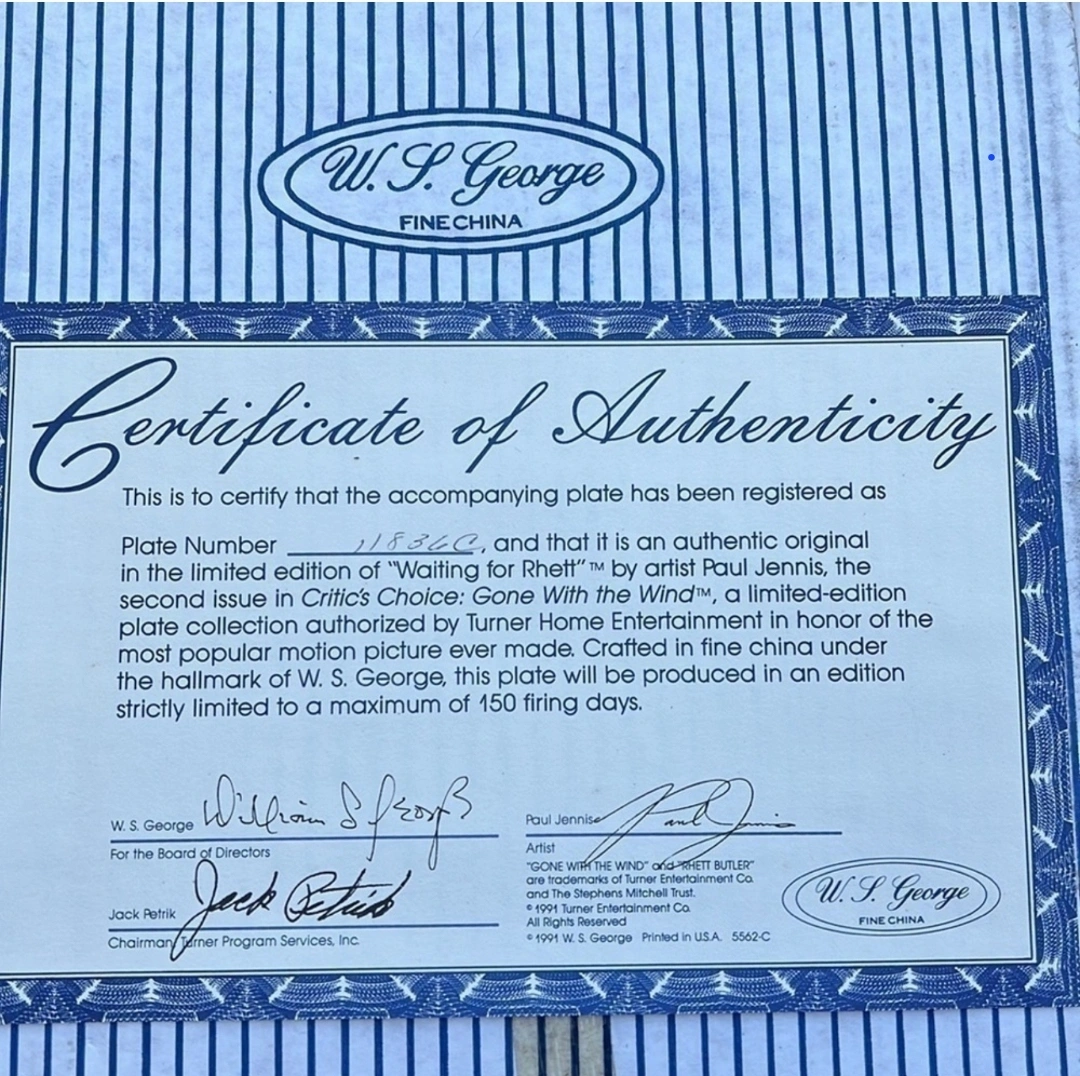 W. S. George
FINE CHINA
Certificate of Authenticity
This is to certify that the accompanying plate has been registered as
Plate Number 11836C, and that it is an authentic original
in the limited edition of "Waiting for Rhett"™ by artist Paul Jennis, the
second issue in Critic's Choice: Gone With the Wind™, a limited-edition
plate collection authorized by Turner Home Entertainment in honor of the
most popular motion picture ever made. Crafted in fine china under
the hallmark of W. S. George, this plate will be produced in an edition
strictly limited to a maximum of 150 firing days.
W. S. George William S George
For the Board of Directors
Jack Petrik Jack Petrik
Chairman, Turner Program Services, Inc.
Paul Jennis Paul Jennis
Artist
"GONE WITH THE WIND" and "RHETT BUTLER"
are trademarks of Turner Entertainment Co.
and The Stephens Mitchell Trust.
© 1991 Turner Entertainment Co.
All Rights Reserved
© 1991 W. S. George Printed in U.S.A. 5562-C
W. S. George
FINE CHINA